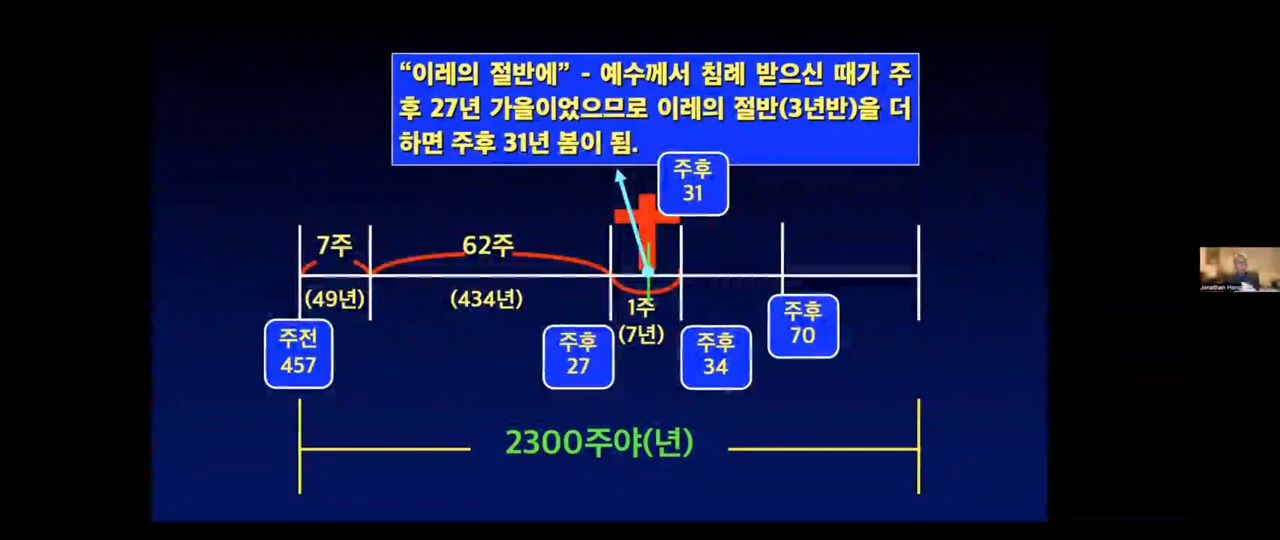 “이레의 절반에” - 예수께서 침례 받으신 때가 주
후 27년 가을이었으므로 이레의 절반(3년반)을 더
하면 주후 31년 봄이 됨.
주후
31
7주
62주
(49년)
(434년)
1주
(7년)
주전
457
주후
27
주후
34
주후
70
2300주야(년)